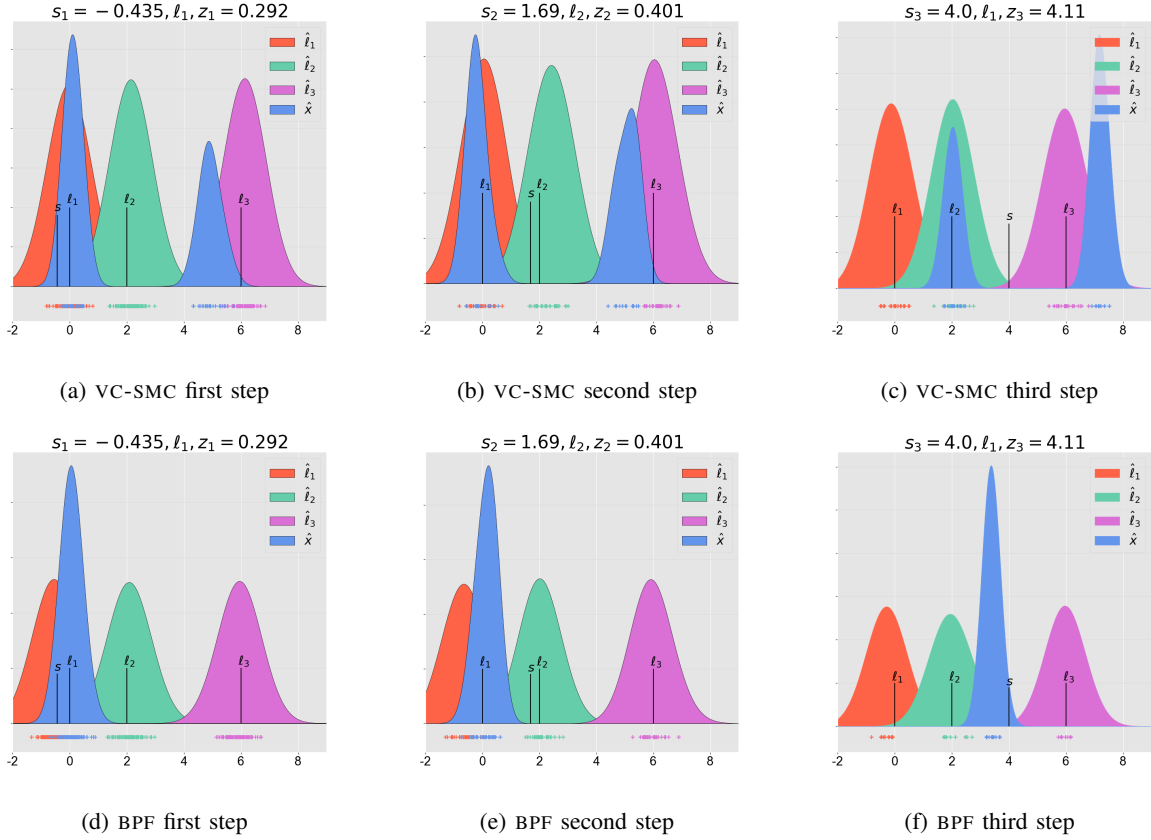 s₁ = −0.435, ℓ₁, z₁ = 0.292
ℓ̂₁
ℓ̂₂
ℓ̂₃
x̂
s
ℓ₁
ℓ₂
ℓ₃
-2 0 2 4 6 8
(a) VC-SMC first step
s₂ = 1.69, ℓ₂, z₂ = 0.401
ℓ̂₁
ℓ̂₂
ℓ̂₃
x̂
ℓ₁
s
ℓ₂
ℓ₃
-2 0 2 4 6 8
(b) VC-SMC second step
s₃ = 4.0, ℓ₁, z₃ = 4.11
ℓ̂₁
ℓ̂₂
ℓ̂₃
x̂
ℓ₁
ℓ₂
s
ℓ₃
-2 0 2 4 6 8
(c) VC-SMC third step
s₁ = −0.435, ℓ₁, z₁ = 0.292
ℓ̂₁
ℓ̂₂
ℓ̂₃
x̂
s
ℓ₁
ℓ₂
ℓ₃
-2 0 2 4 6 8
(d) BPF first step
s₂ = 1.69, ℓ₂, z₂ = 0.401
ℓ̂₁
ℓ̂₂
ℓ̂₃
x̂
ℓ₁
s
ℓ₂
ℓ₃
-2 0 2 4 6 8
(e) BPF second step
s₃ = 4.0, ℓ₁, z₃ = 4.11
ℓ̂₁
ℓ̂₂
ℓ̂₃
x̂
ℓ₁
ℓ₂
s
ℓ₃
-2 0 2 4 6 8
(f) BPF third step